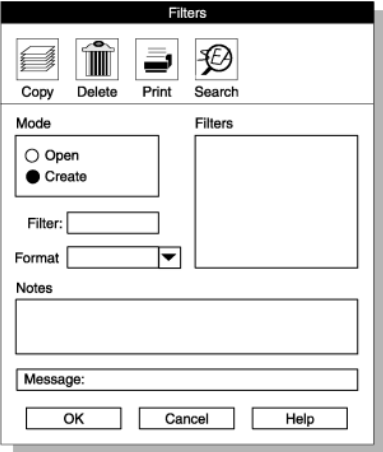 Filters
Copy Delete Print Search
Mode
Filters
Open
Create
Filter:
Format
Notes
Message:
OK Cancel Help